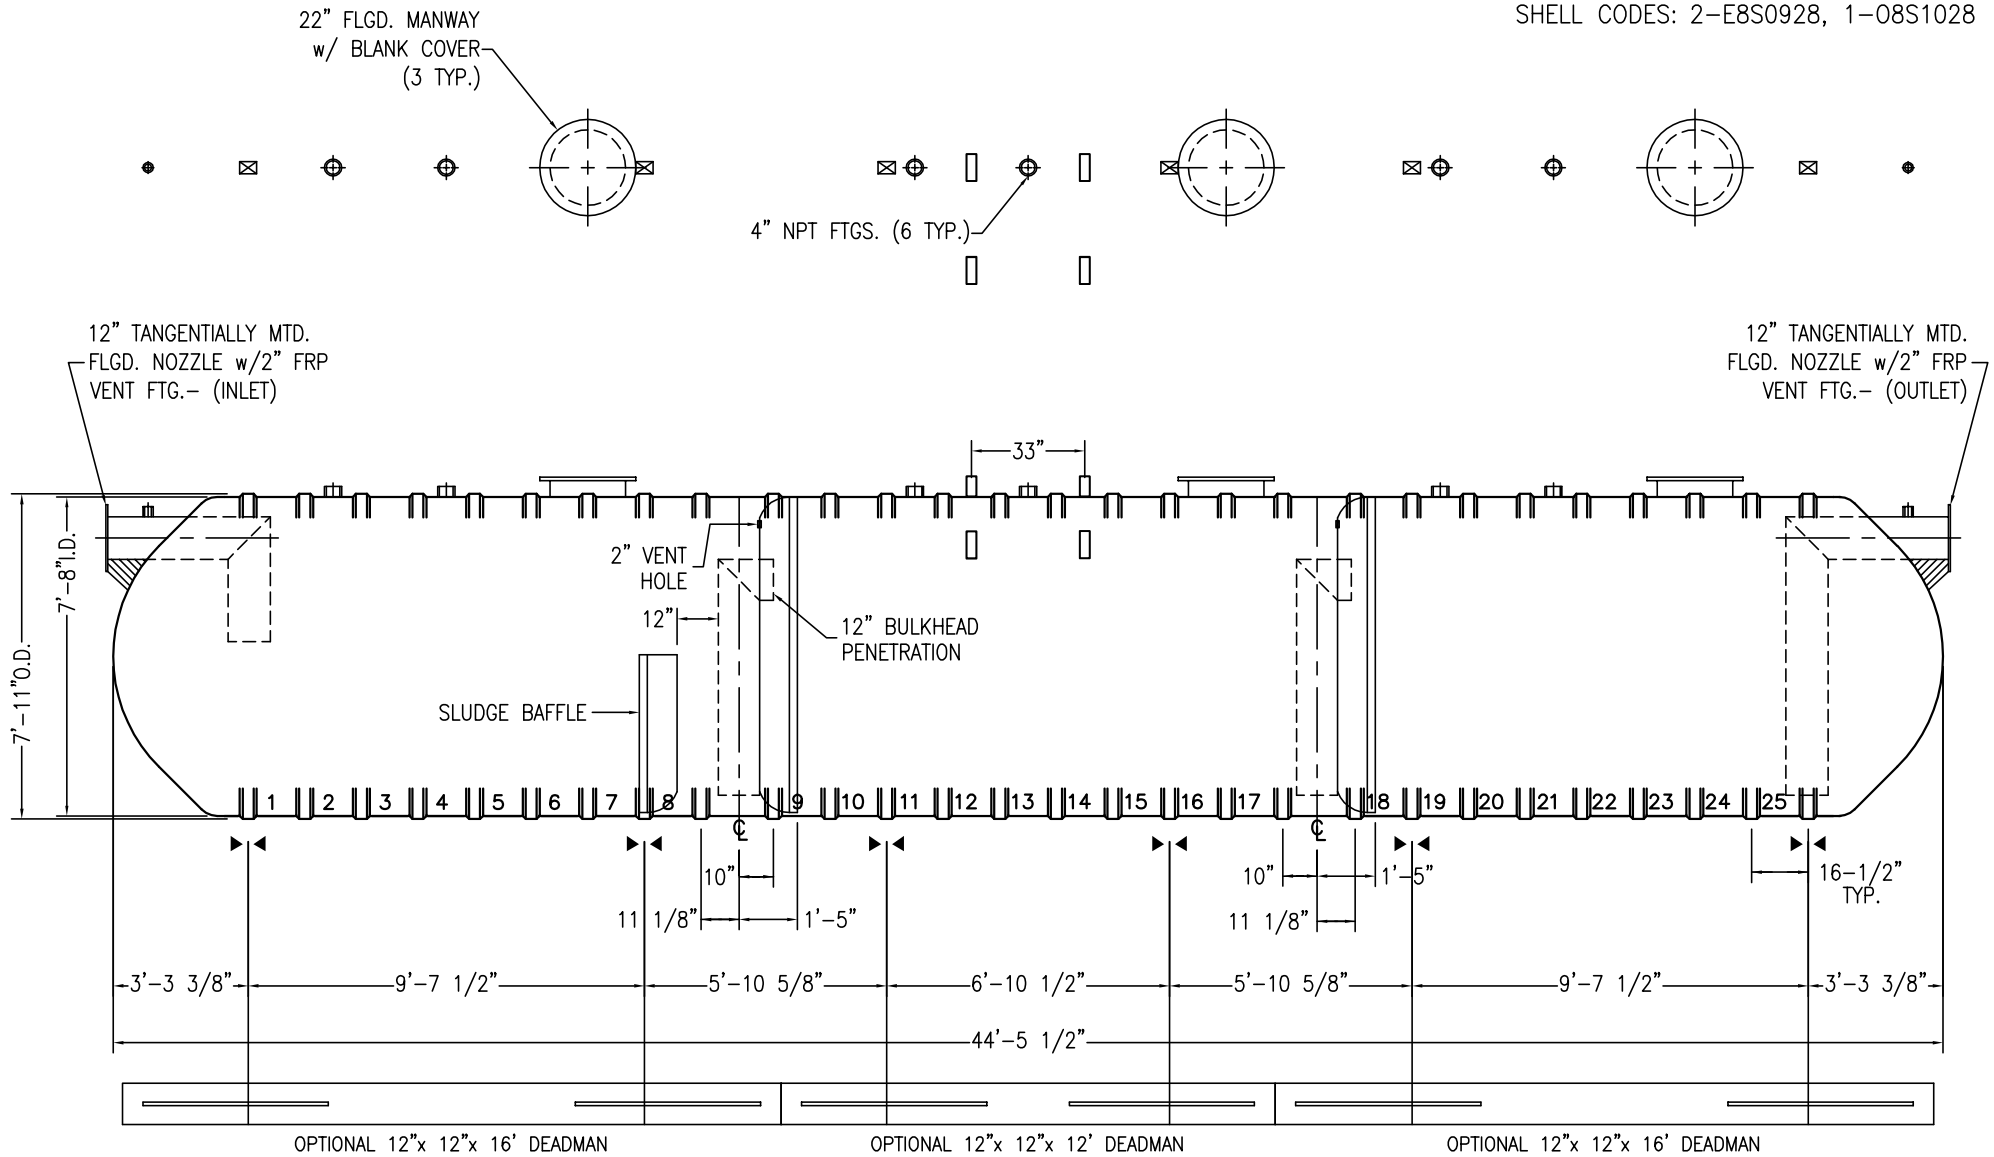 SHELL CODES: 2-E8S0928, 1-08S1028
22" FLGD. MANWAY
w/ BLANK COVER
(3 TYP.)
4" NPT FTGS. (6 TYP.)
12" TANGENTIALLY MTD.
FLGD. NOZZLE w/2" FRP
VENT FTG.- (INLET)
12" TANGENTIALLY MTD.
FLGD. NOZZLE w/2" FRP
VENT FTG.- (OUTLET)
33"
7'-11"O.D.
7'-8"I.D.
2" VENT
HOLE
12"
12" BULKHEAD
PENETRATION
SLUDGE BAFFLE
1 2 3 4 5 6 7 8 9 10 11 12 13 14 15 16 17 18 19 20 21 22 23 24 25
℄ ℄
10" 10" 1'-5" 16-1/2"
TYP.
11 1/8" 1'-5" 11 1/8"
3'-3 3/8" 9'-7 1/2" 5'-10 5/8" 6'-10 1/2" 5'-10 5/8" 9'-7 1/2" 3'-3 3/8"
44'-5 1/2"
OPTIONAL 12"x 12"x 16' DEADMAN OPTIONAL 12"x 12"x 12' DEADMAN OPTIONAL 12"x 12"x 16' DEADMAN